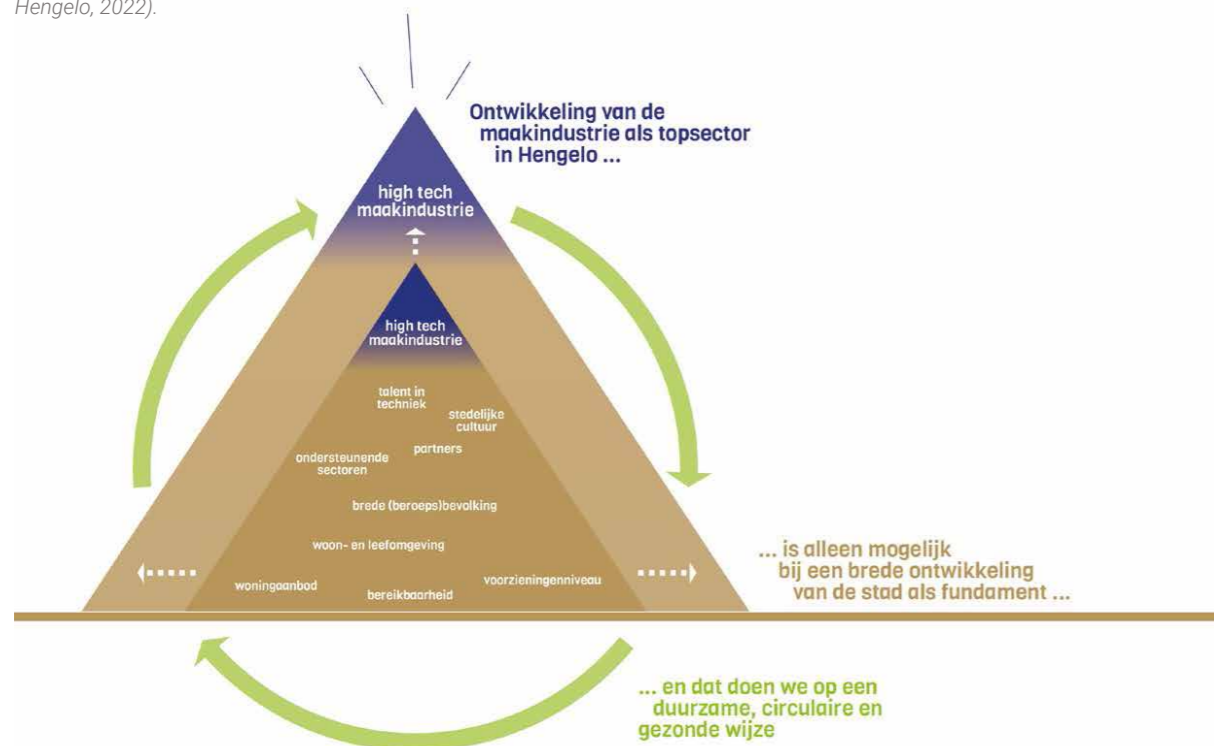 Hengelo, 2022).
Ontwikkeling van de
maakindustrie als topsector
in Hengelo ...
high tech
maakindustrie
high tech
maakindustrie
talent in
techniek
stedelijke
cultuur
partners
ondersteunende
sectoren
brede (beroeps)bevolking
woon- en leefomgeving
woningaanbod
bereikbaarheid
voorzieningenniveau
... is alleen mogelijk
bij een brede ontwikkeling
van de stad als fundament ...
... en dat doen we op een
duurzame, circulaire en
gezonde wijze